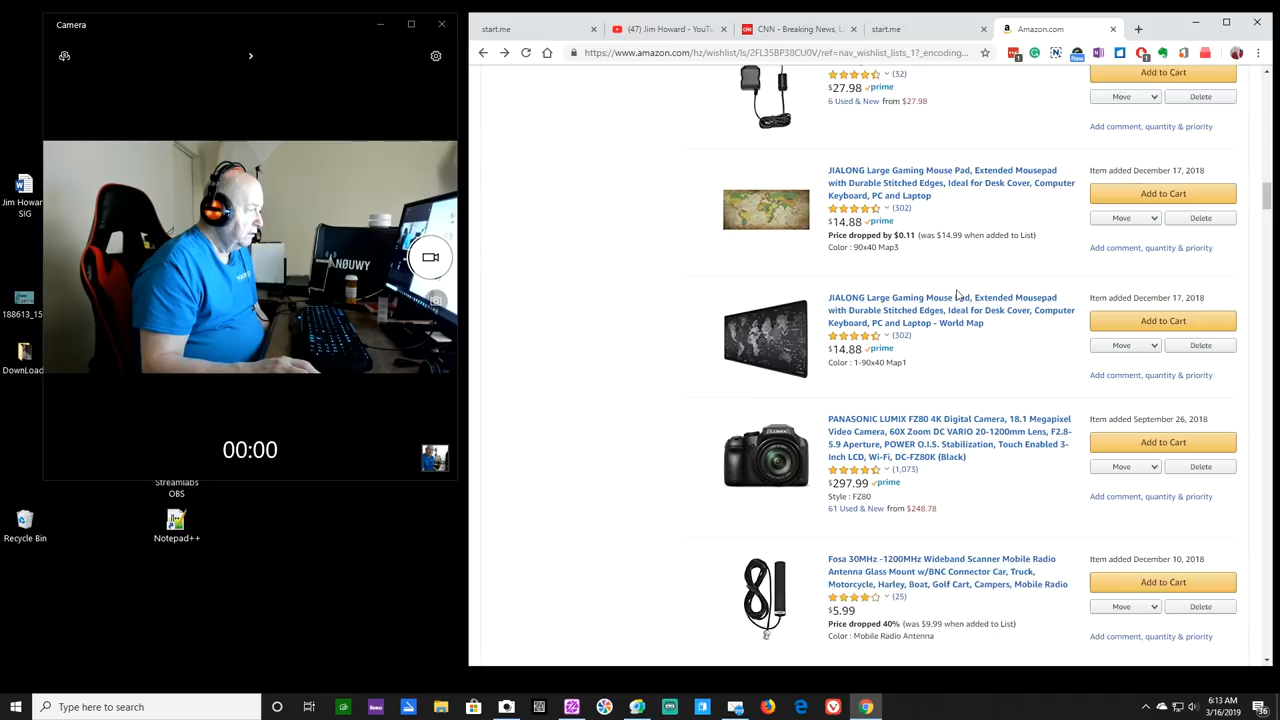 Camera
00:00
Jim Howar
SIG
188613_15
DownLoad
Streamlabs
OBS
Recycle Bin
Notepad++
NØUWY
start.me
(47) Jim Howard - YouT
CNN - Breaking News, L
start.me
Amazon.com
https://www.amazon.com/hz/wishlist/ls/2FL35BP38CU0V/ref=nav_wishlist_lists_1?_encoding...
New
(32)
$27.98 prime
6 Used & New from $27.98
Add to Cart
Move
Delete
Add comment, quantity & priority
JIALONG Large Gaming Mouse Pad, Extended Mousepad
with Durable Stitched Edges, Ideal for Desk Cover, Computer
Keyboard, PC and Laptop
(302)
$14.88 prime
Price dropped by $0.11 (was $14.99 when added to List)
Color : 90x40 Map3
Item added December 17, 2018
Add to Cart
Move
Delete
Add comment, quantity & priority
JIALONG Large Gaming Mouse Pad, Extended Mousepad
with Durable Stitched Edges, Ideal for Desk Cover, Computer
Keyboard, PC and Laptop - World Map
(302)
$14.88 prime
Color : 1-90x40 Map1
Item added December 17, 2018
Add to Cart
Move
Delete
Add comment, quantity & priority
PANASONIC LUMIX FZ80 4K Digital Camera, 18.1 Megapixel
Video Camera, 60X Zoom DC VARIO 20-1200mm Lens, F2.8-
5.9 Aperture, POWER O.I.S. Stabilization, Touch Enabled 3-
Inch LCD, Wi-Fi, DC-FZ80K (Black)
(1,073)
$297.99 prime
Style : FZ80
61 Used & New from $248.78
Item added September 26, 2018
Add to Cart
Move
Delete
Add comment, quantity & priority
Fosa 30MHz -1200MHz Wideband Scanner Mobile Radio
Antenna Glass Mount w/BNC Connector Car, Truck,
Motorcycle, Harley, Boat, Golf Cart, Campers, Mobile Radio
(25)
$5.99
Price dropped 40% (was $9.99 when added to List)
Color : Mobile Radio Antenna
Item added December 10, 2018
Add to Cart
Move
Delete
Add comment, quantity & priority
Type here to search
Roku
6:13 AM
3/16/2019
36